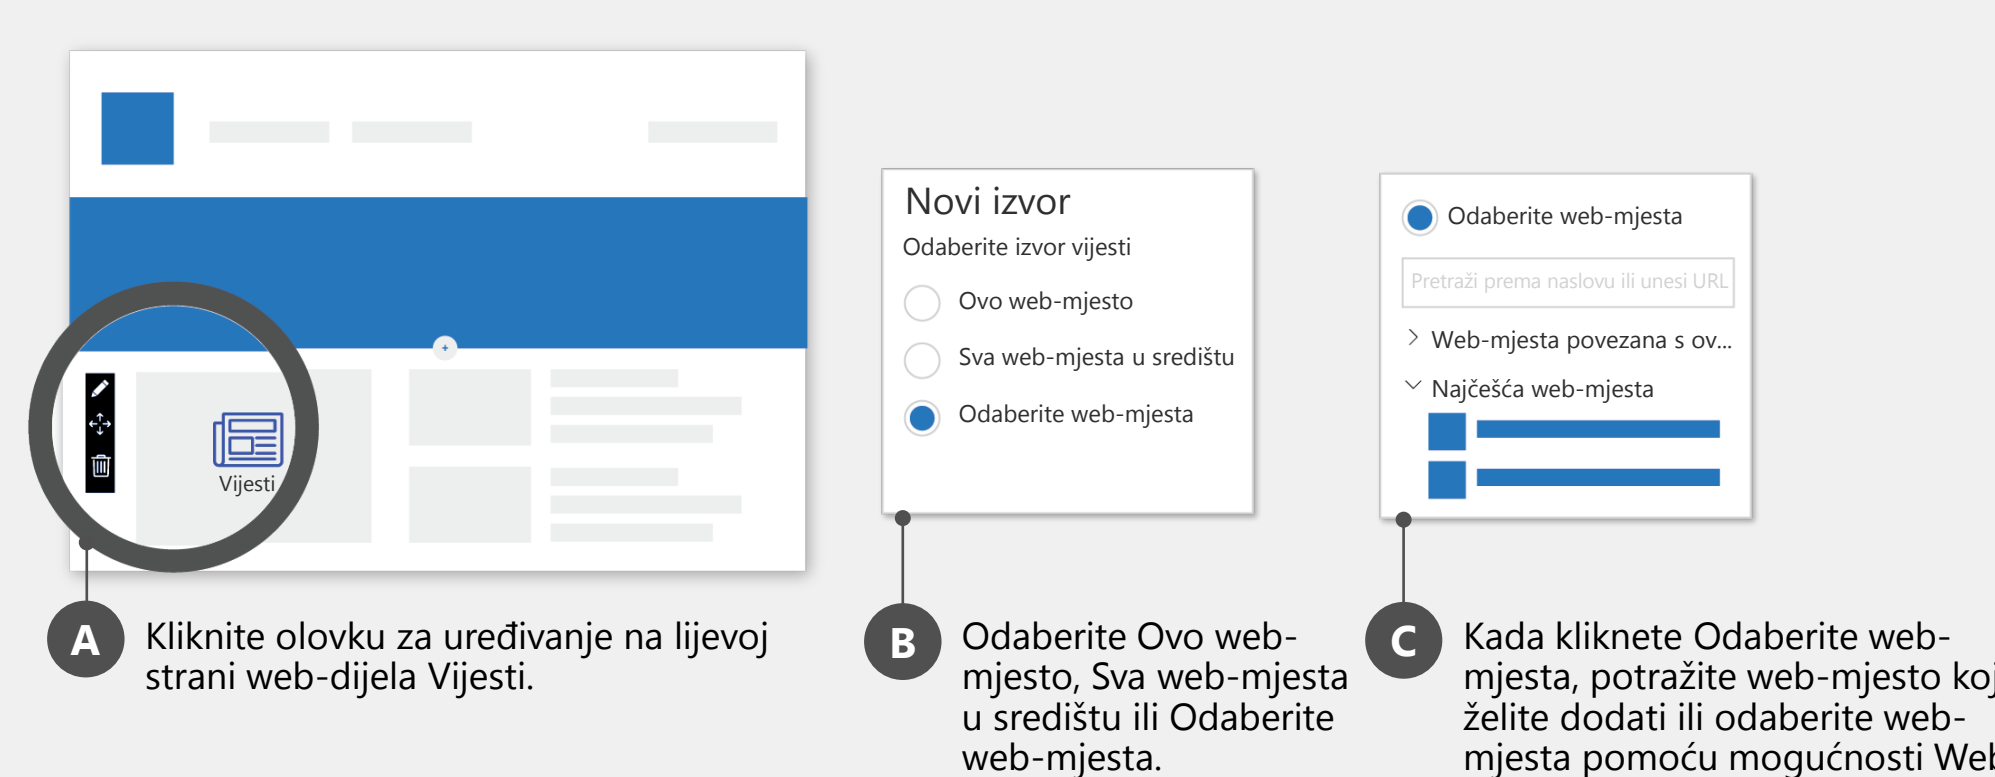 Vijesti
A
Kliknite olovku za uređivanje na lijevoj
strani web-dijela Vijesti.
Novi izvor
Odaberite izvor vijesti
Ovo web-mjesto
Sva web-mjesta u središtu
Odaberite web-mjesta
B
Odaberite Ovo web-
mjesto, Sva web-mjesta
u središtu ili Odaberite
web-mjesta.
Odaberite web-mjesta
Pretraži prema naslovu ili unesi URL
Web-mjesta povezana s ov...
Najčešća web-mjesta
C
Kada kliknete Odaberite web-
mjesta, potražite web-mjesto koj
želite dodati ili odaberite web-
mjesta pomoću mogućnosti Web